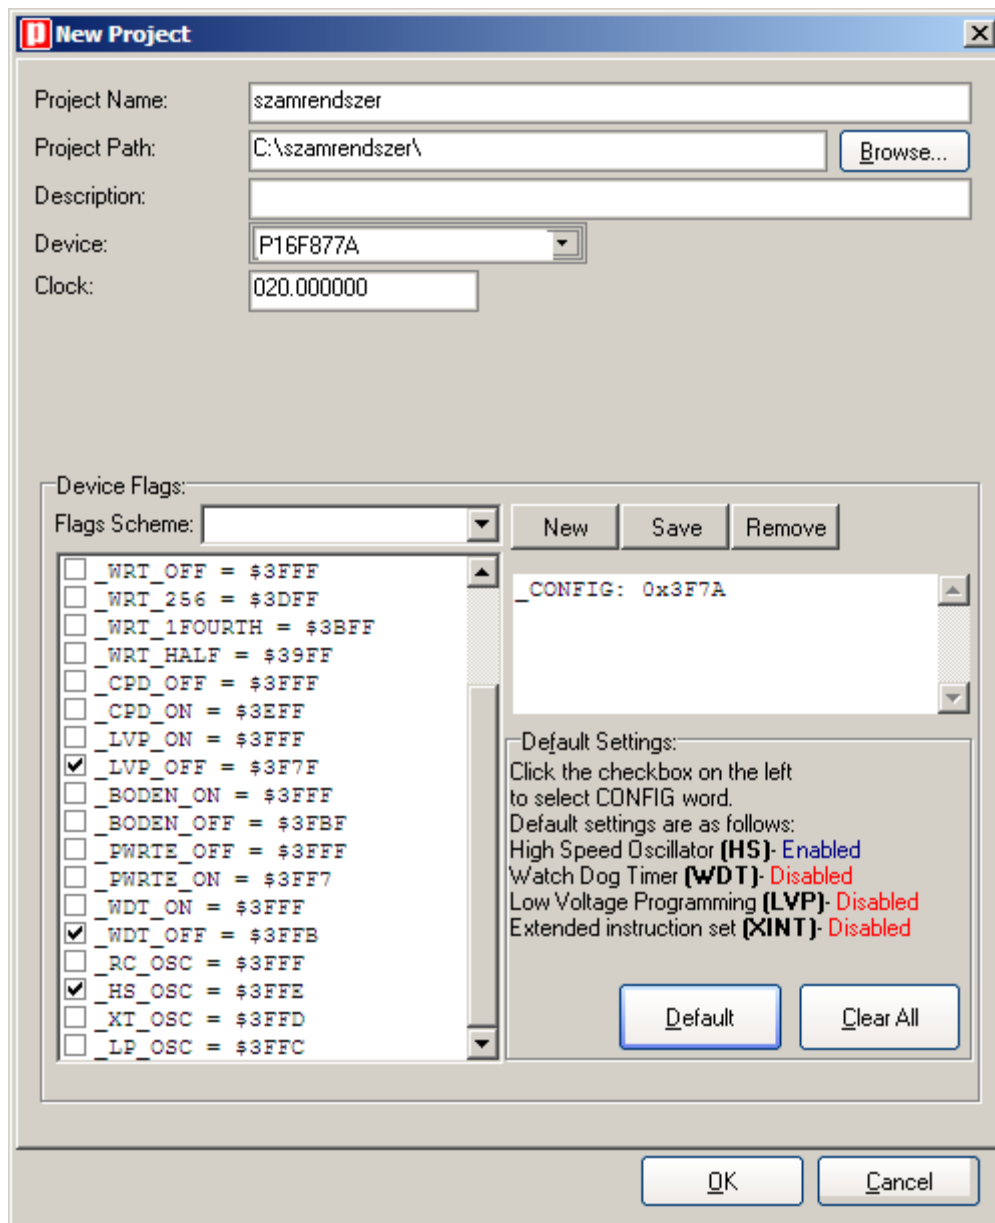 New Project
Project Name: szamrendszer
Project Path: C:\szamrendszer\ Browse...
Description:
Device: P16F877A
Clock: 020.000000
Device Flags:
Flags Scheme: New Save Remove
_WRT_OFF = $3FFF
_WRT_256 = $3DFF
_WRT_1FOURTH = $3BFF
_WRT_HALF = $39FF
_CPD_OFF = $3FFF
_CPD_ON = $3EFF
_LVP_ON = $3FFF
_LVP_OFF = $3F7F
_BODEN_ON = $3FFF
_BODEN_OFF = $3FBF
_PWRTE_OFF = $3FFF
_PWRTE_ON = $3FF7
_WDT_ON = $3FFF
_WDT_OFF = $3FFB
_RC_OSC = $3FFF
_HS_OSC = $3FFE
_XT_OSC = $3FFD
_LP_OSC = $3FFC
_CONFIG: 0x3F7A
Default Settings:
Click the checkbox on the left
to select CONFIG word.
Default settings are as follows:
High Speed Oscillator (HS)- Enabled
Watch Dog Timer (WDT)- Disabled
Low Voltage Programming (LVP)- Disabled
Extended instruction set (XINT)- Disabled
Default Clear All
OK Cancel